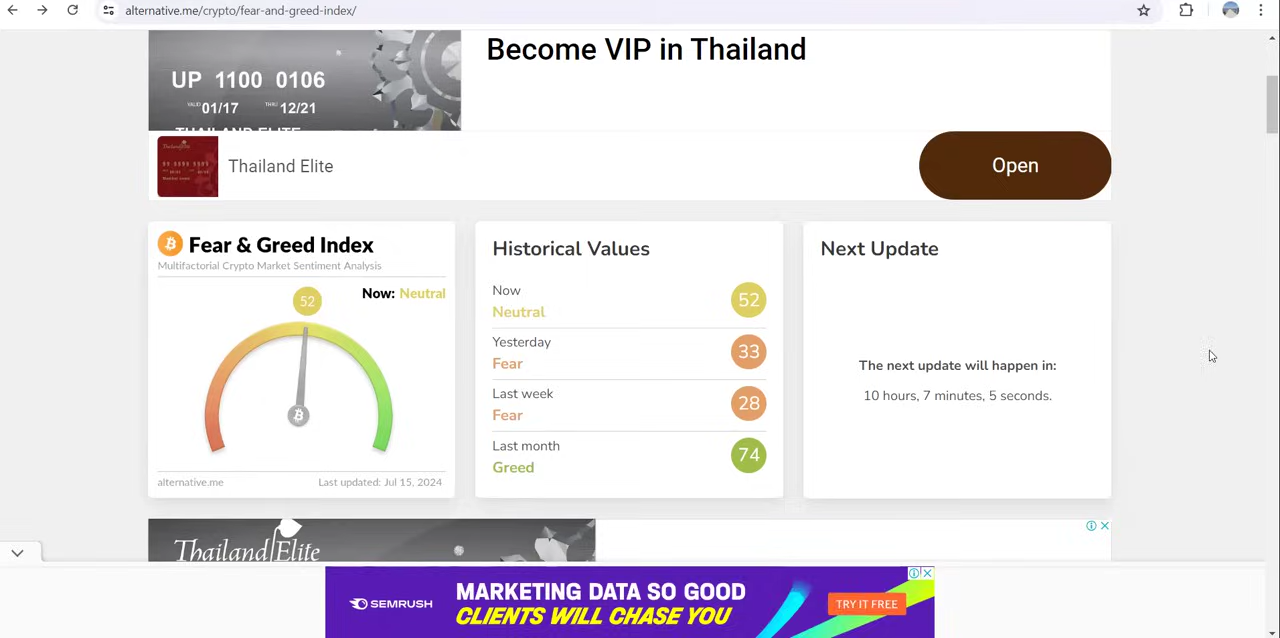 alternative.me/crypto/fear-and-greed-index/
Become VIP in Thailand
UP 1100 0106
VALID 01/17 THRU 12/21
THAILAND ELITE
Thailand Elite
Open
Fear & Greed Index
Multifactorial Crypto Market Sentiment Analysis
Now: Neutral
52
alternative.me
Last updated: Jul 15, 2024
Historical Values
Now
Neutral
52
Yesterday
Fear
33
Last week
Fear
28
Last month
Greed
74
Next Update
The next update will happen in:
10 hours, 7 minutes, 5 seconds.
Thailand Elite
SEMRUSH
MARKETING DATA SO GOOD
CLIENTS WILL CHASE YOU
TRY IT FREE